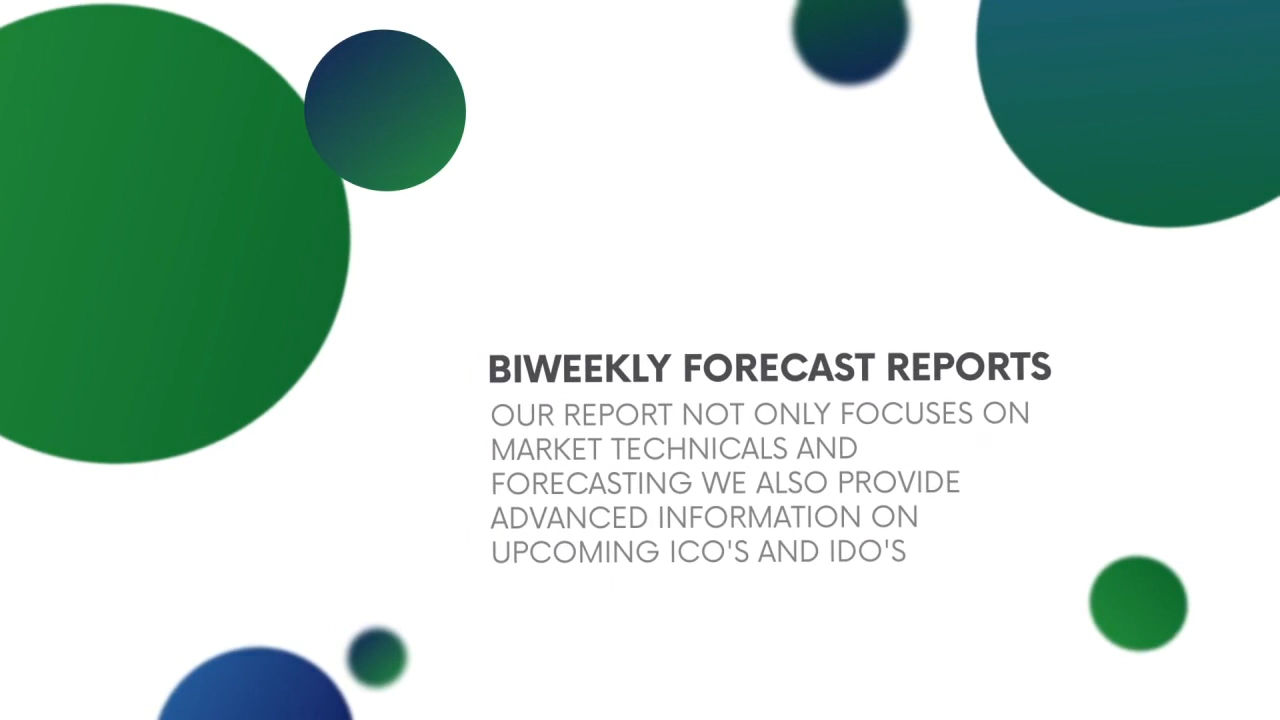 BIWEEKLY FORECAST REPORTS
OUR REPORT NOT ONLY FOCUSES ON
MARKET TECHNICALS AND
FORECASTING WE ALSO PROVIDE
ADVANCED INFORMATION ON
UPCOMING ICO'S AND IDO'S